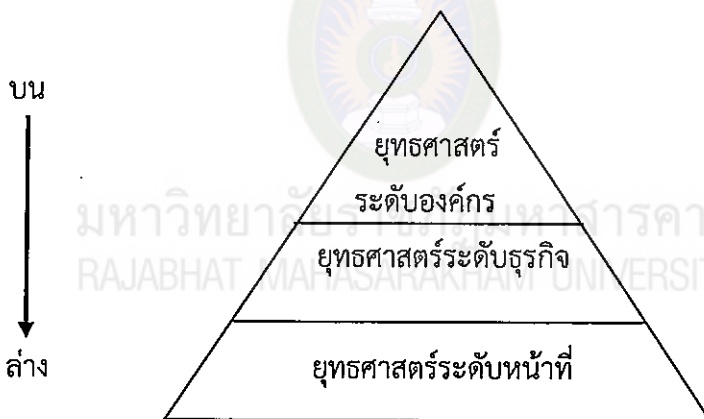 บน
ยุทธศาสตร์
ระดับองค์กร
มหาวิทยาลัยราชภัฏมหาสารคา
ยุทธศาสตร์ระดับธุรกิจ
RAJABHAT MAHASARAKHAM UNIVERSIT
ล่าง
ยุทธศาสตร์ระดับหน้าที่